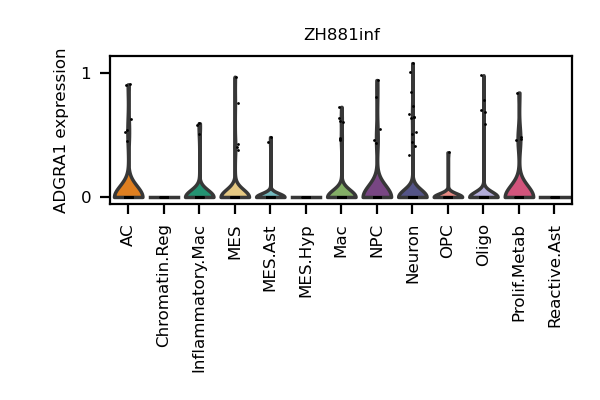 ZH881inf
ADGRA1 expression
1
0
AC
Chromatin.Reg
Inflammatory.Mac
MES
MES.Ast
MES.Hyp
Mac
NPC
Neuron
OPC
Oligo
Prolif.Metab
Reactive.Ast